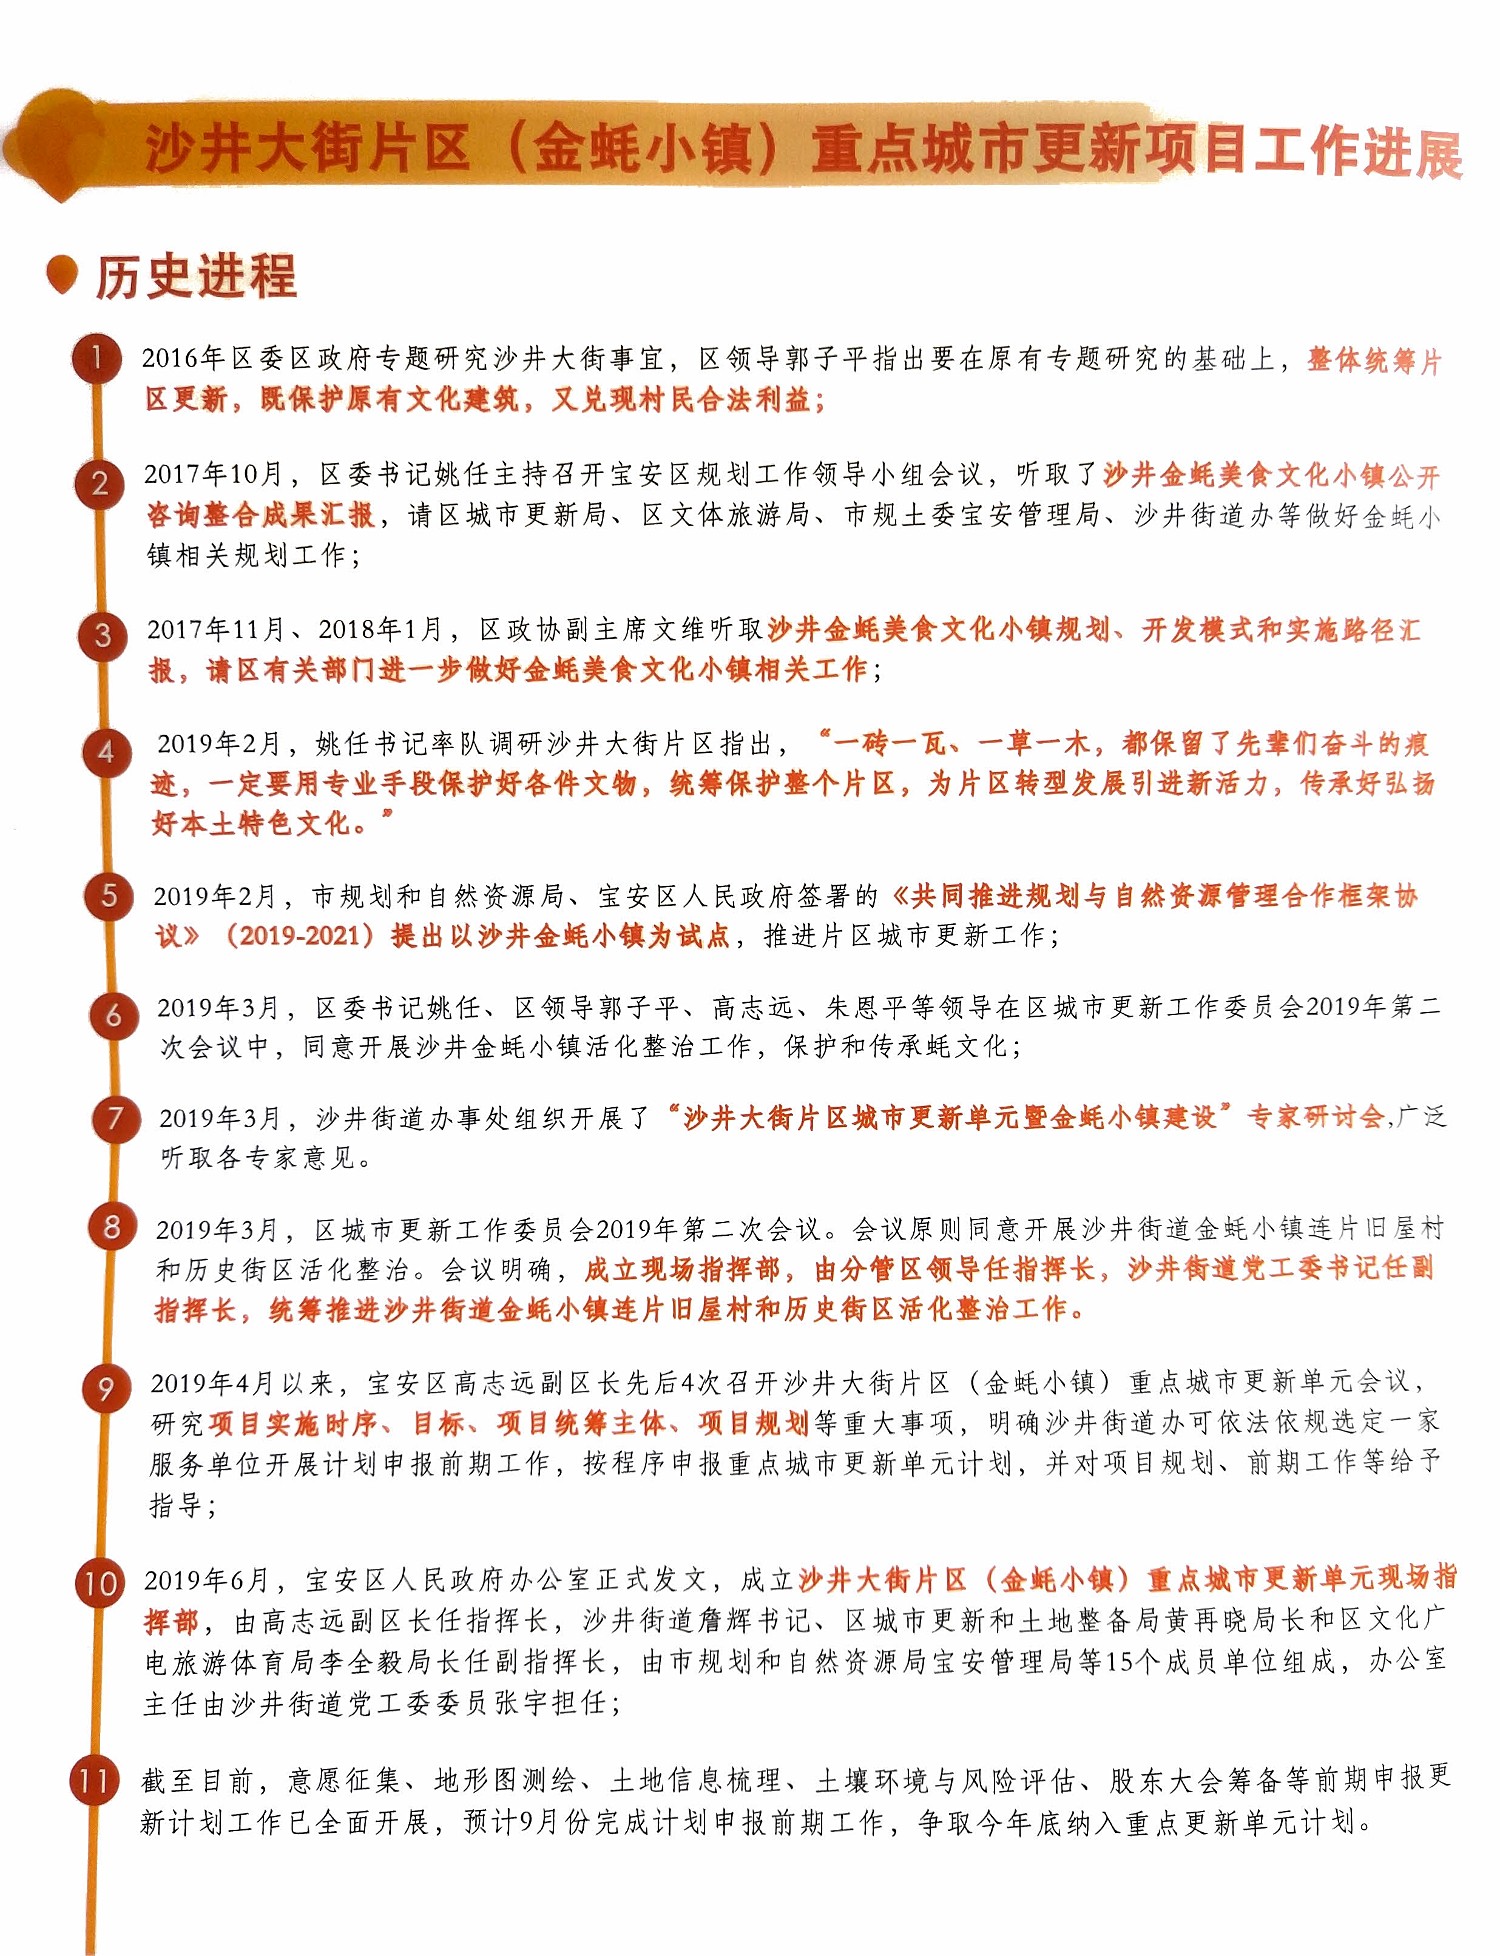 沙井大街片区（金蚝小镇）重点城市更新项目工作进展
历史进程
1
2016年区委区政府专题研究沙井大街事宜，区领导郭子平指出要在原有专题研究的基础上，整体统筹片
区更新，既保护原有文化建筑，又兑现村民合法利益；
2
2017年10月，区委书记姚任主持召开宝安区规划工作领导小组会议，听取了沙井金蚝美食文化小镇公开
咨询整合成果汇报，请区城市更新局、区文体旅游局、市规土委宝安管理局、沙井街道办等做好金蚝小
镇相关规划工作；
3
2017年11月、2018年1月，区政协副主席文维听取沙井金蚝美食文化小镇规划、开发模式和实施路径汇
报，请区有关部门进一步做好金蚝美食文化小镇相关工作；
4
2019年2月，姚任书记率队调研沙井大街片区指出，“一砖一瓦、一草一木，都保留了先辈们奋斗的痕
迹，一定要用专业手段保护好各件文物，统筹保护整个片区，为片区转型发展引进新活力，传承好弘扬
好本土特色文化。”
5
2019年2月，市规划和自然资源局、宝安区人民政府签署的《共同推进规划与自然资源管理合作框架协
议》（2019-2021）提出以沙井金蚝小镇为试点，推进片区城市更新工作；
6
2019年3月，区委书记姚任、区领导郭子平、高志远、朱恩平等领导在区城市更新工作委员会2019年第二
次会议中，同意开展沙井金蚝小镇活化整治工作，保护和传承蚝文化；
7
2019年3月，沙井街道办事处组织开展了“沙井大街片区城市更新单元暨金蚝小镇建设”专家研讨会,广泛
听取各专家意见。
8
2019年3月，区城市更新工作委员会2019年第二次会议。会议原则同意开展沙井街道金蚝小镇连片旧屋村
和历史街区活化整治。会议明确，成立现场指挥部，由分管区领导任指挥长，沙井街道党工委书记任副
指挥长，统筹推进沙井街道金蚝小镇连片旧屋村和历史街区活化整治工作。
9
2019年4月以来，宝安区高志远副区长先后4次召开沙井大街片区（金蚝小镇）重点城市更新单元会议，
研究项目实施时序、目标、项目统筹主体、项目规划等重大事项，明确沙井街道办可依法依规选定一家
服务单位开展计划申报前期工作，按程序申报重点城市更新单元计划，并对项目规划、前期工作等给予
指导；
10
2019年6月，宝安区人民政府办公室正式发文，成立沙井大街片区（金蚝小镇）重点城市更新单元现场指
挥部，由高志远副区长任指挥长，沙井街道詹辉书记、区城市更新和土地整备局黄再晓局长和区文化广
电旅游体育局李全毅局长任副指挥长，由市规划和自然资源局宝安管理局等15个成员单位组成，办公室
主任由沙井街道党工委委员张宇担任；
11
截至目前，意愿征集、地形图测绘、土地信息梳理、土壤环境与风险评估、股东大会筹备等前期申报更
新计划工作已全面开展，预计9月份完成计划申报前期工作，争取今年底纳入重点更新单元计划。